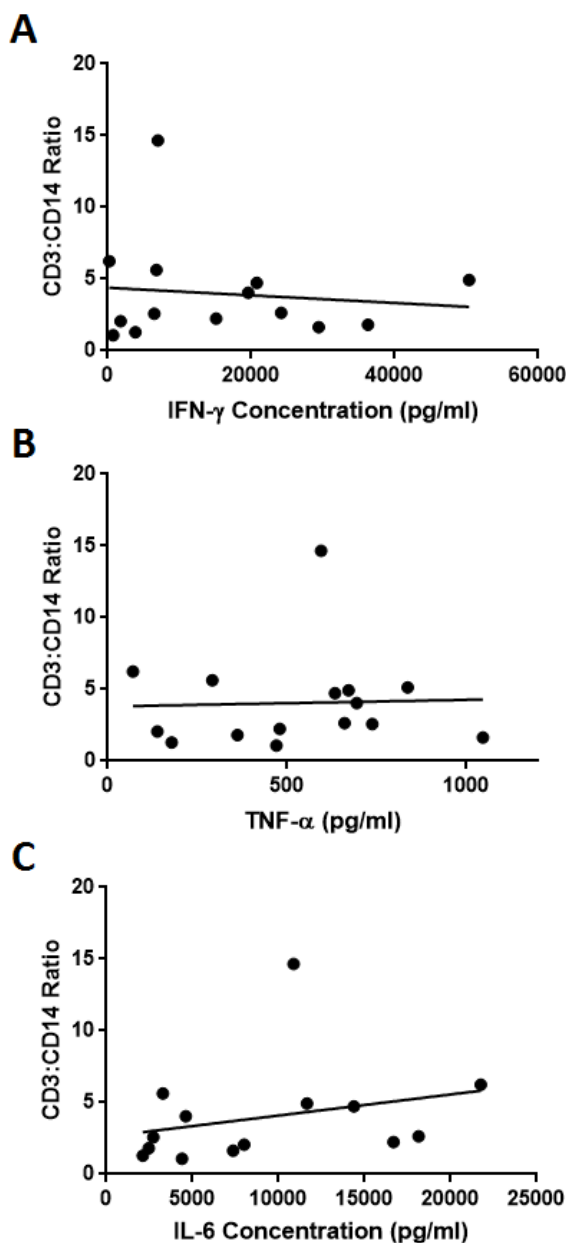 A
CD3:CD14 Ratio
20
15
10
5
0
0 20000 40000 60000
IFN-γ Concentration (pg/ml)
B
CD3:CD14 Ratio
20
15
10
5
0
0 500 1000
TNF-α (pg/ml)
C
CD3:CD14 Ratio
20
15
10
5
0
0 5000 10000 15000 20000 25000
IL-6 Concentration (pg/ml)